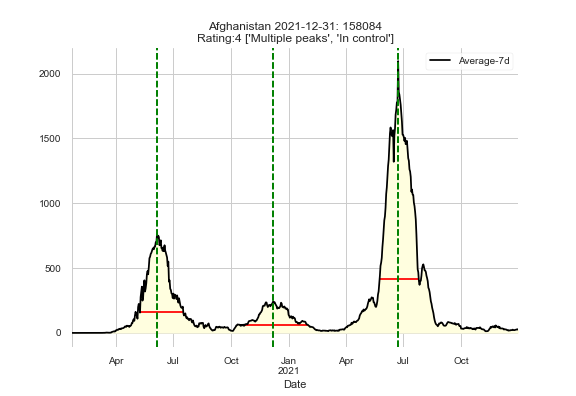 Afghanistan 2021-12-31: 158084
Rating:4 ['Multiple peaks', 'In control']
Average-7d
2000
1500
1000
500
0
Apr Jul Oct Jan Apr Jul Oct
2021
Date